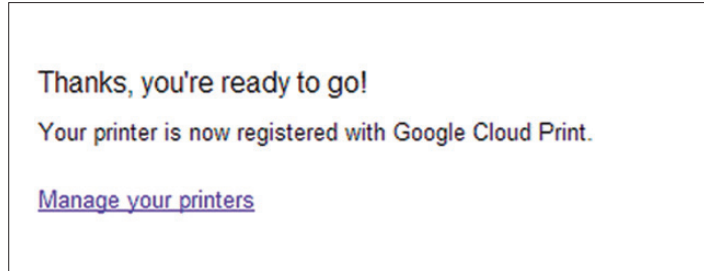 Thanks, you're ready to go!
Your printer is now registered with Google Cloud Print.
Manage your printers